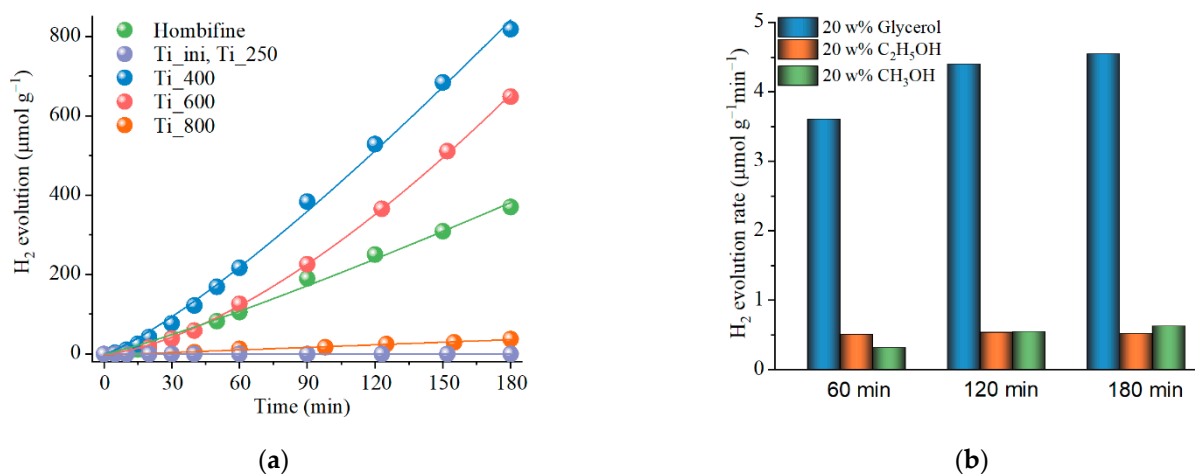 H₂ evolution (μmol g⁻¹)
800
600
400
200
0
Hombifine
Ti_ini, Ti_250
Ti_400
Ti_600
Ti_800
0 30 60 90 120 150 180
Time (min)
(a)
H₂ evolution rate (μmol g⁻¹min⁻¹)
5
4
3
2
1
0
20 w% Glycerol
20 w% C₂H₅OH
20 w% CH₃OH
60 min 120 min 180 min
(b)